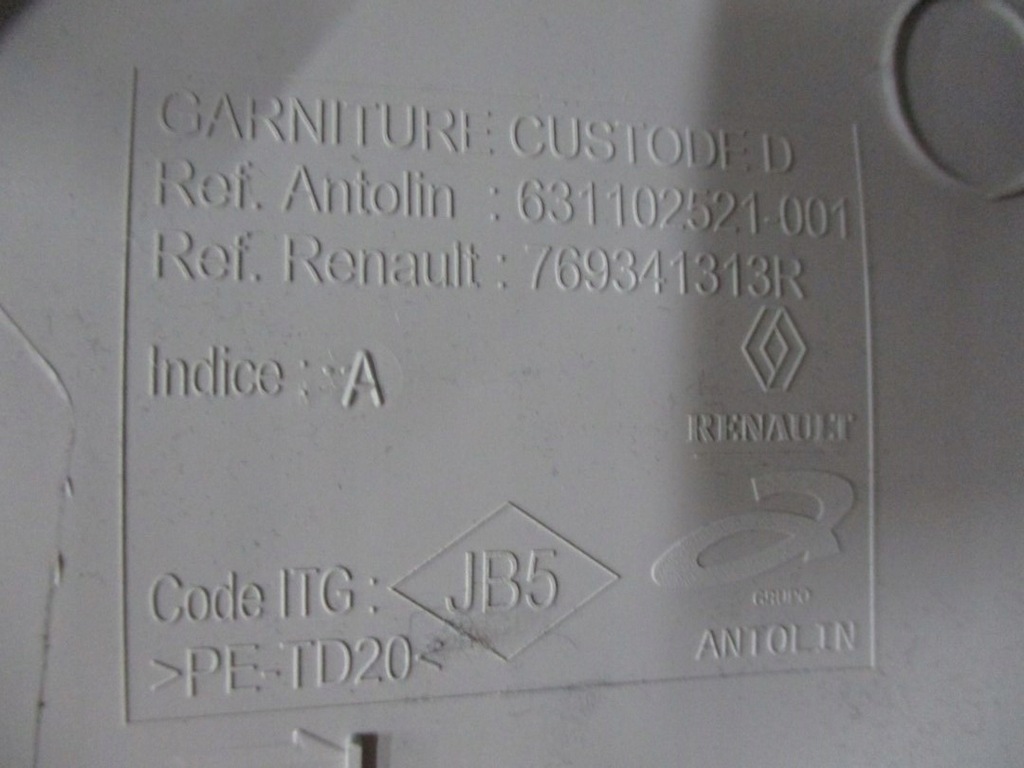 GARNITURE CUSTODE D
Ref. Antolin : 631102521-001
Ref. Renault : 769341313R
Indice : A
RENAULT
Code ITG : JB5
GRUPO
ANTOLIN
>PE-TD20<